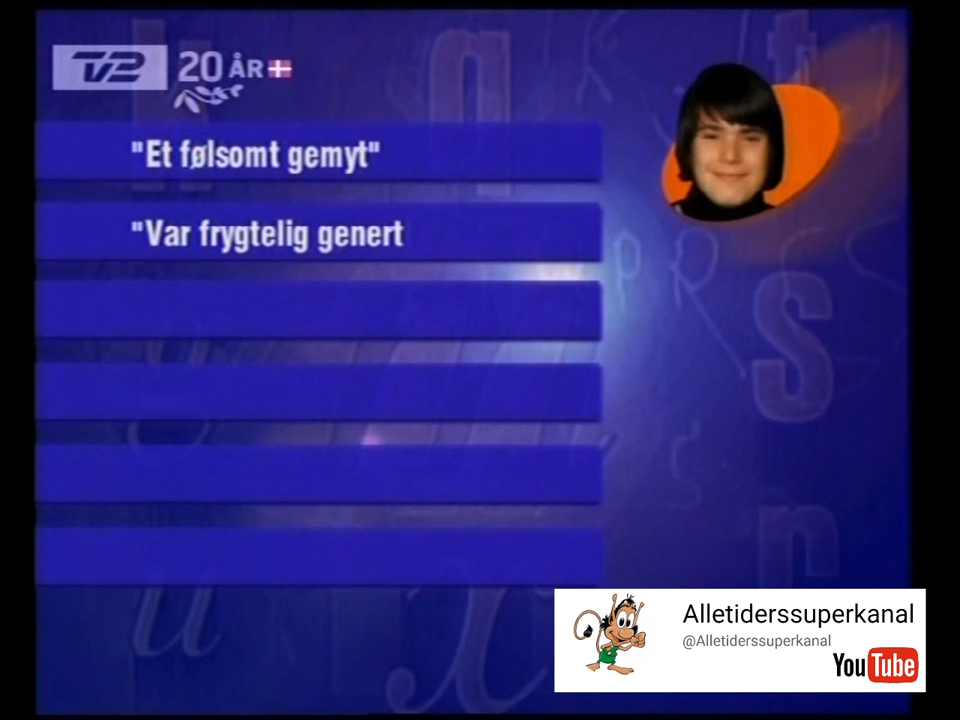 TV2
20 ÅR
"Et følsomt gemyt"
"Var frygtelig genert
Alletiderssuperkanal
@Alletiderssuperkanal
YouTube